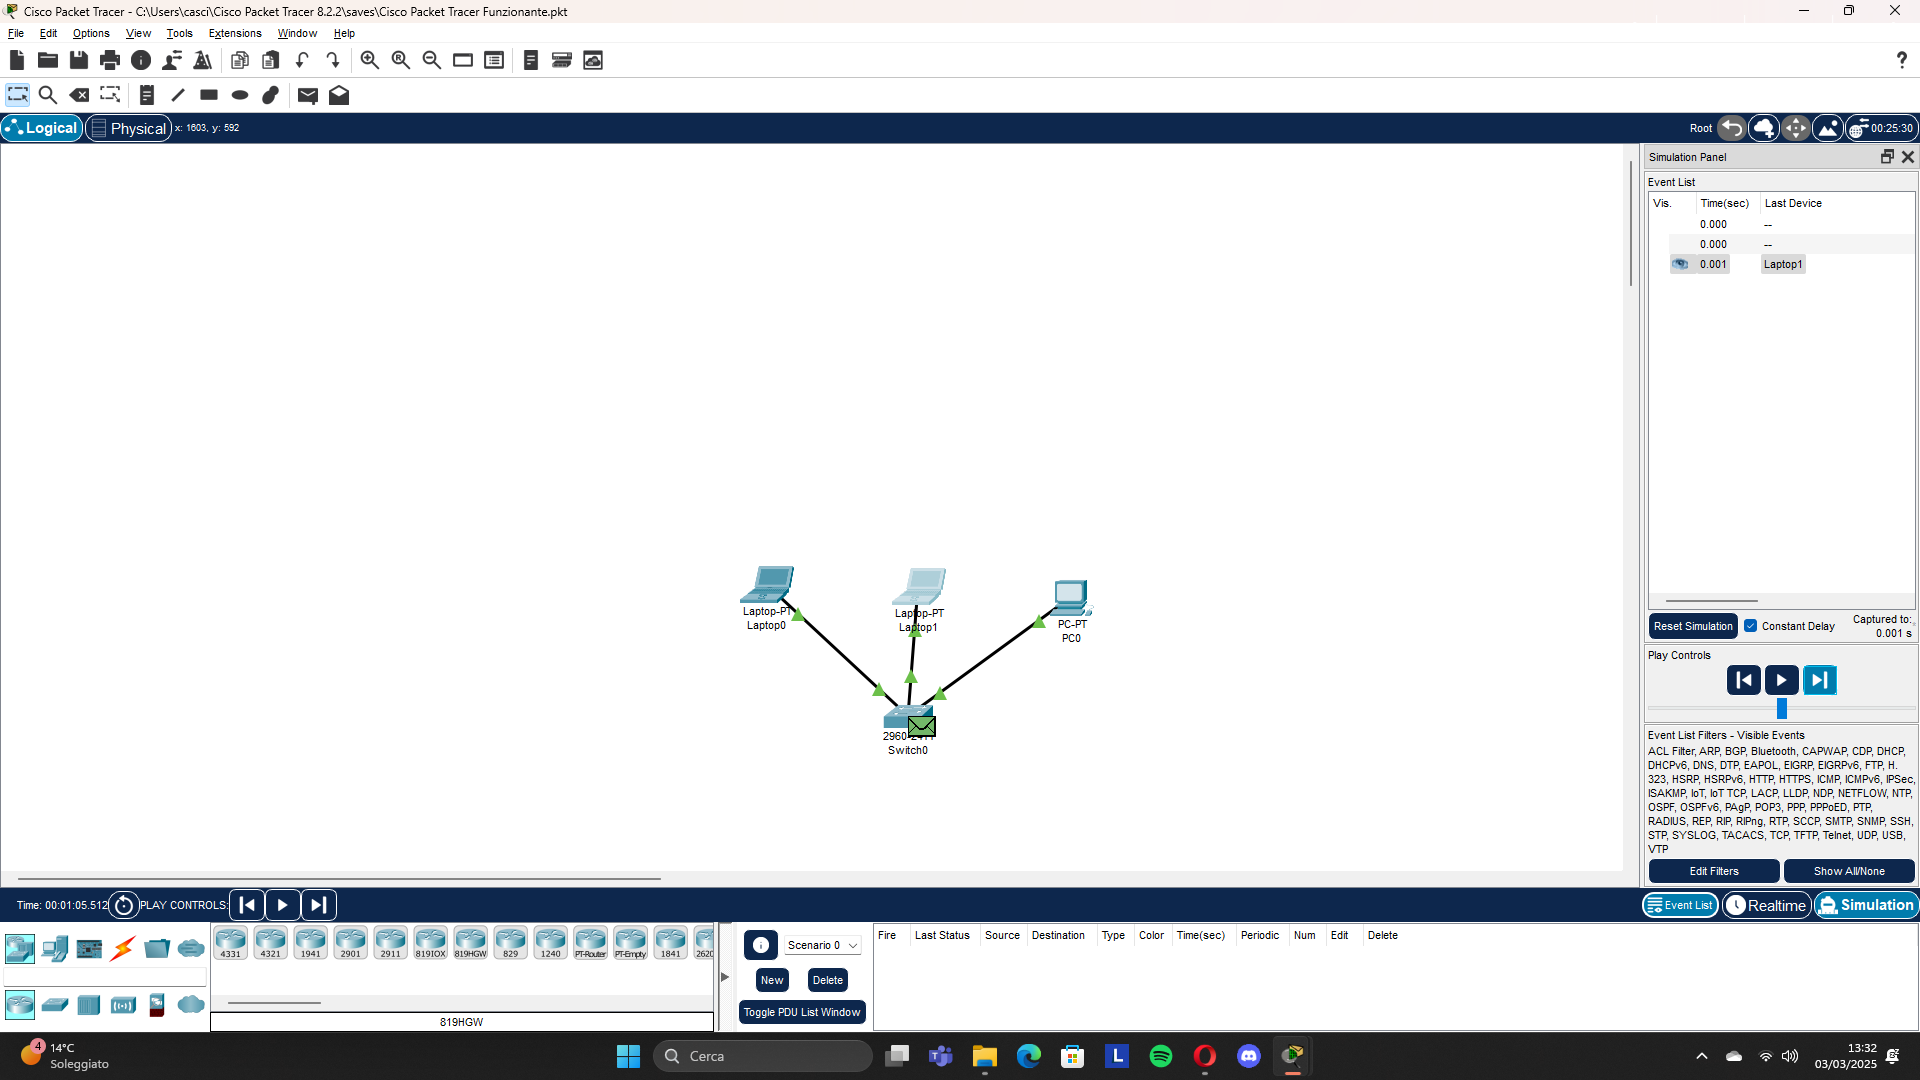 Cisco Packet Tracer - C:\Users\casci\Cisco Packet Tracer 8.2.2\saves\Cisco Packet Tracer Funzionante.pkt
File Edit Options View Tools Extensions Window Help
Logical Physical x: 1603, y: 592
Root 00:25:30
Simulation Panel
Event List
Vis. Time(sec) Last Device
0.000 --
0.000 --
0.001 Laptop1
Laptop-PT
Laptop0
Laptop-PT
Laptop1
PC-PT
PC0
Switch0
Reset Simulation Constant Delay Captured to:
0.001 s
Play Controls
Event List Filters - Visible Events
ACL Filter, ARP, BGP, Bluetooth, CAPWAP, CDP, DHCP,
DHCPv6, DNS, DTP, EAPOL, EIGRP, EIGRPv6, FTP, H.
323, HSRP, HSRPv6, HTTP, HTTPS, ICMP, ICMPv6, IPSec,
ISAKMP, IoT, IoT TCP, LACP, LLDP, NDP, NETFLOW, NTP,
OSPF, OSPFv6, PAgP, POP3, PPP, PPPoED, PTP,
RADIUS, REP, RIP, RIPng, RTP, SCCP, SMTP, SNMP, SSH,
STP, SYSLOG, TACACS, TCP, TFTP, Telnet, UDP, USB,
VTP
Edit Filters Show All/None
Time: 00:01:05.512 PLAY CONTROLS:
Event List Realtime Simulation
4331 4321 1941 2901 2911 819IOX 819HGW 829 1240 PT-Router PT-Empty 1841 262
819HGW
Scenario 0
New Delete
Toggle PDU List Window
Fire Last Status Source Destination Type Color Time(sec) Periodic Num Edit Delete
4
14°C
Soleggiato
Cerca
L
13:32
03/03/2025